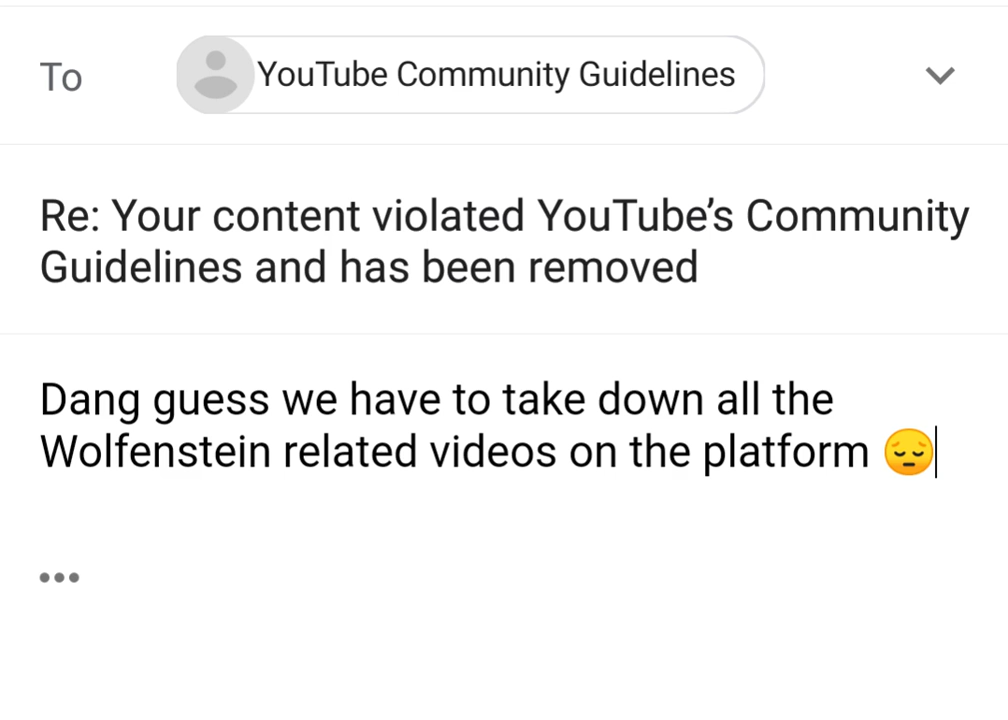 To
YouTube Community Guidelines
Re: Your content violated YouTube’s Community
Guidelines and has been removed
Dang guess we have to take down all the
Wolfenstein related videos on the platform 😔
•••